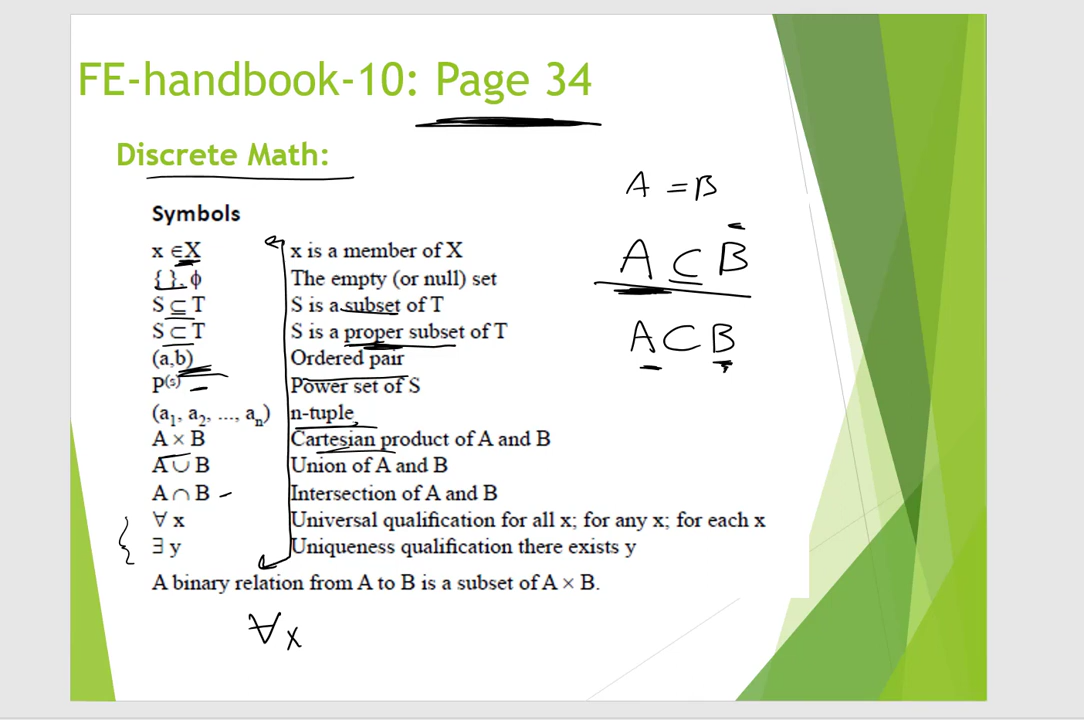 FE-handbook-10: Page 34
Discrete Math:
Symbols
x ∈X x is a member of X
{ }, ϕ The empty (or null) set
S ⊆ T S is a subset of T
S ⊂ T S is a proper subset of T
(a,b) Ordered pair
P(s) Power set of S
(a1, a2, ..., an) n-tuple
A × B Cartesian product of A and B
A ∪ B Union of A and B
A ∩ B Intersection of A and B
∀ x Universal qualification for all x; for any x; for each x
∃ y Uniqueness qualification there exists y
A binary relation from A to B is a subset of A × B.
∀x
A = B
A ⊂ B
A ⊂ B